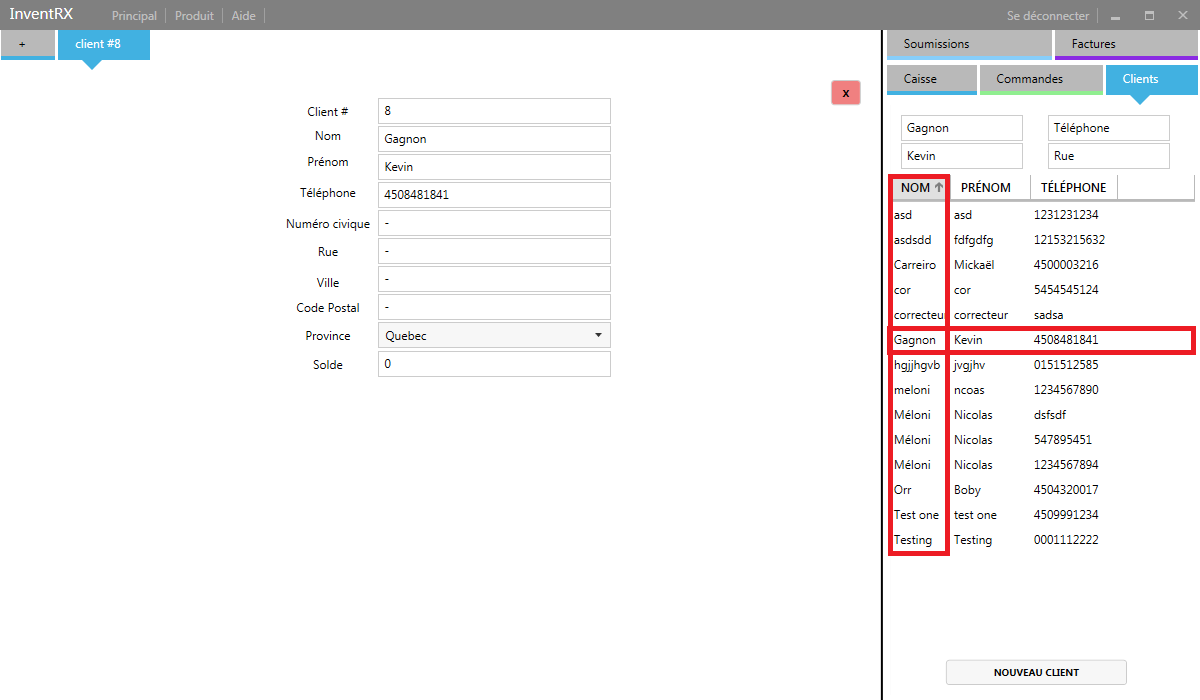 InventRX Principal Produit Aide Se déconnecter
+ client #8
Soumissions Factures
Caisse Commandes Clients
x
Client # 8
Nom Gagnon
Prénom Kevin
Téléphone 4508481841
Numéro civique -
Rue -
Ville -
Code Postal -
Province Quebec
Solde 0
Gagnon Téléphone
Kevin Rue
NOM PRÉNOM TÉLÉPHONE
asd asd 1231231234
asdsdd fdfgdfg 12153215632
Carreiro Mickaël 4500003216
cor cor 5454545124
correcteur correcteur sadsa
Gagnon Kevin 4508481841
hgjjhgvb jvgjhv 0151512585
meloni ncoas 1234567890
Méloni Nicolas dsfsdf
Méloni Nicolas 547895451
Méloni Nicolas 1234567894
Orr Boby 4504320017
Test one test one 4509991234
Testing Testing 0001112222
NOUVEAU CLIENT